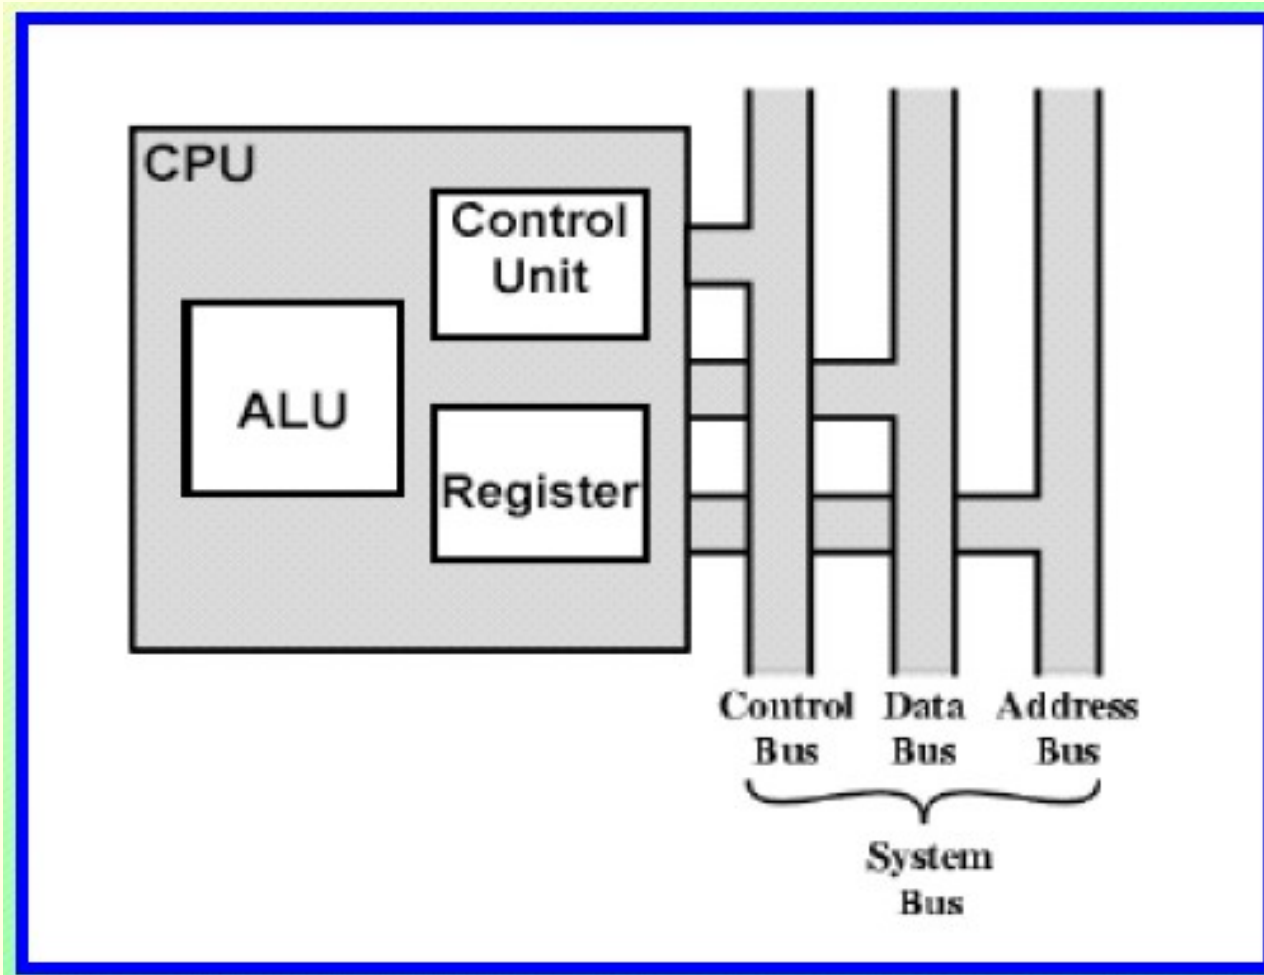 CPU
Control
Unit
ALU
Register
Control Data Address
Bus Bus Bus
System
Bus